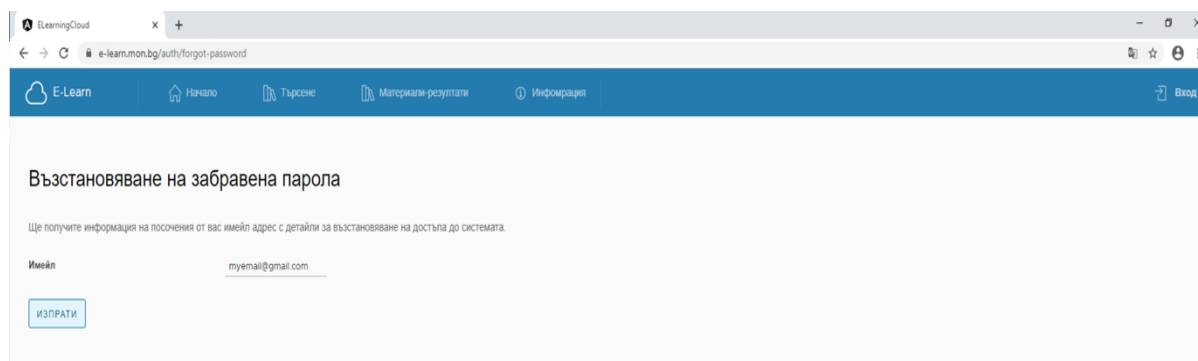 ELearningCloud
e-learn.mon.bg/auth/forgot-password
E-Learn Начало Търсене Материали-резултати Инфомрация Вход
Възстановяване на забравена парола
Ще получите информация на посочения от вас имейл адрес с детайли за възстановяване на достъпа до системата.
Имейл myemail@gmail.com
ИЗПРАТИ